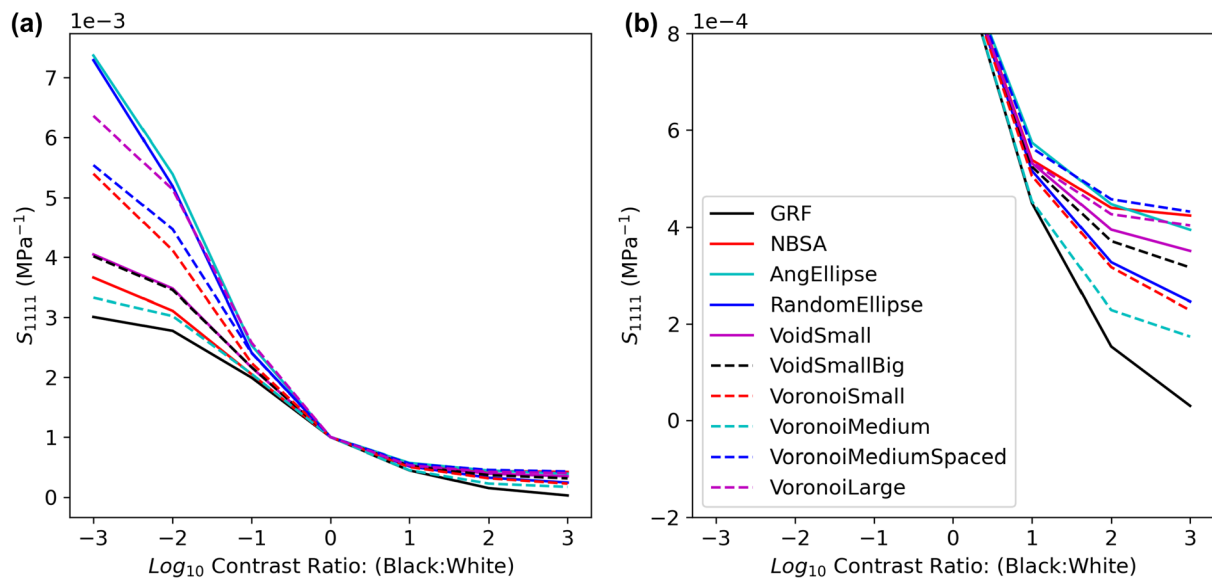 (a)
1e−3
7
6
5
4
3
2
1
0
S1111 (MPa−1)
−3 −2 −1 0 1 2 3
Log10 Contrast Ratio: (Black:White)
(b)
1e−4
8
6
4
2
0
−2
S1111 (MPa−1)
GRF
NBSA
AngEllipse
RandomEllipse
VoidSmall
VoidSmallBig
VoronoiSmall
VoronoiMedium
VoronoiMediumSpaced
VoronoiLarge
−3 −2 −1 0 1 2 3
Log10 Contrast Ratio: (Black:White)